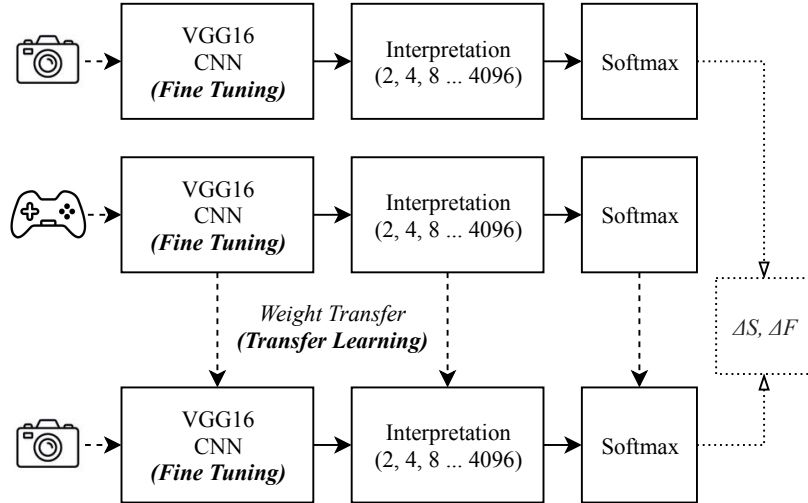 VGG16
CNN
(Fine Tuning)
Interpretation
(2, 4, 8 ... 4096)
Softmax
VGG16
CNN
(Fine Tuning)
Interpretation
(2, 4, 8 ... 4096)
Softmax
Weight Transfer
(Transfer Learning)
ΔS, ΔF
VGG16
CNN
(Fine Tuning)
Interpretation
(2, 4, 8 ... 4096)
Softmax